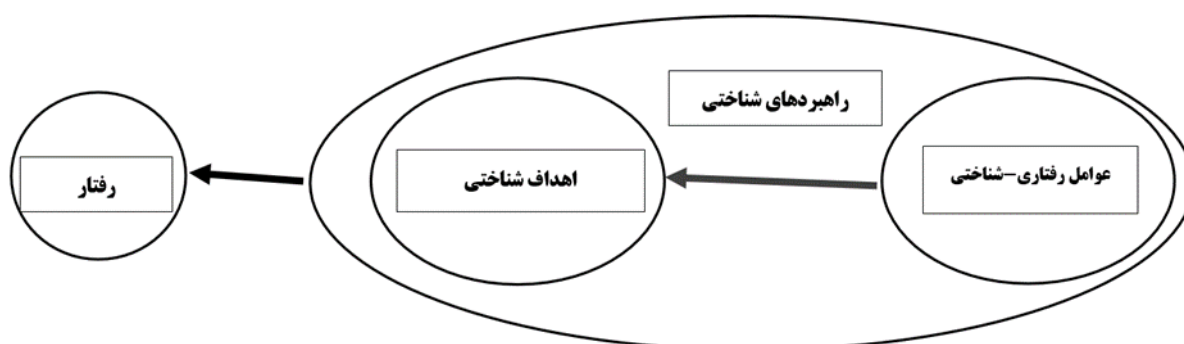 راهبردهای شناختی
عوامل رفتاری-شناختی
اهداف شناختی
رفتار